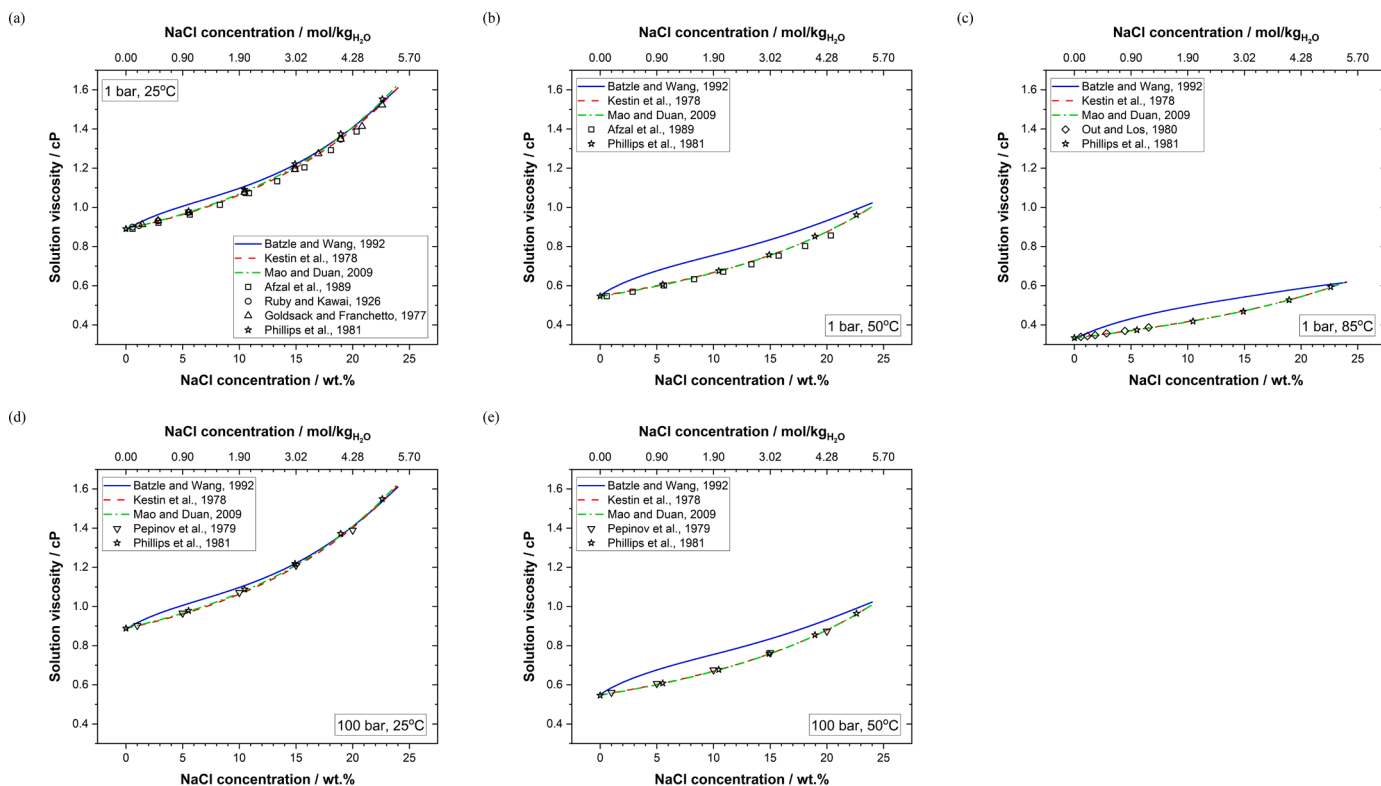 (a)
NaCl concentration / mol/kgH2O
0.00 0.90 1.90 3.02 4.28 5.70
1 bar, 25°C
Solution viscosity / cP
1.6
1.4
1.2
1.0
0.8
0.6
0.4
Batzle and Wang, 1992
Kestin et al., 1978
Mao and Duan, 2009
Afzal et al., 1989
Ruby and Kawai, 1926
Goldsack and Franchetto, 1977
Phillips et al., 1981
0 5 10 15 20 25
NaCl concentration / wt.%
(b)
NaCl concentration / mol/kgH2O
0.00 0.90 1.90 3.02 4.28 5.70
Solution viscosity / cP
1.6
1.4
1.2
1.0
0.8
0.6
0.4
Batzle and Wang, 1992
Kestin et al., 1978
Mao and Duan, 2009
Afzal et al., 1989
Phillips et al., 1981
1 bar, 50°C
0 5 10 15 20 25
NaCl concentration / wt.%
(c)
NaCl concentration / mol/kgH2O
0.00 0.90 1.90 3.02 4.28 5.70
Solution viscosity / cP
1.6
1.4
1.2
1.0
0.8
0.6
0.4
Batzle and Wang, 1992
Kestin et al., 1978
Mao and Duan, 2009
Out and Los, 1980
Phillips et al., 1981
1 bar, 85°C
0 5 10 15 20 25
NaCl concentration / wt.%
(d)
NaCl concentration / mol/kgH2O
0.00 0.90 1.90 3.02 4.28 5.70
Solution viscosity / cP
1.6
1.4
1.2
1.0
0.8
0.6
0.4
Batzle and Wang, 1992
Kestin et al., 1978
Mao and Duan, 2009
Pepinov et al., 1979
Phillips et al., 1981
100 bar, 25°C
0 5 10 15 20 25
NaCl concentration / wt.%
(e)
NaCl concentration / mol/kgH2O
0.00 0.90 1.90 3.02 4.28 5.70
Solution viscosity / cP
1.6
1.4
1.2
1.0
0.8
0.6
0.4
Batzle and Wang, 1992
Kestin et al., 1978
Mao and Duan, 2009
Pepinov et al., 1979
Phillips et al., 1981
100 bar, 50°C
0 5 10 15 20 25
NaCl concentration / wt.%